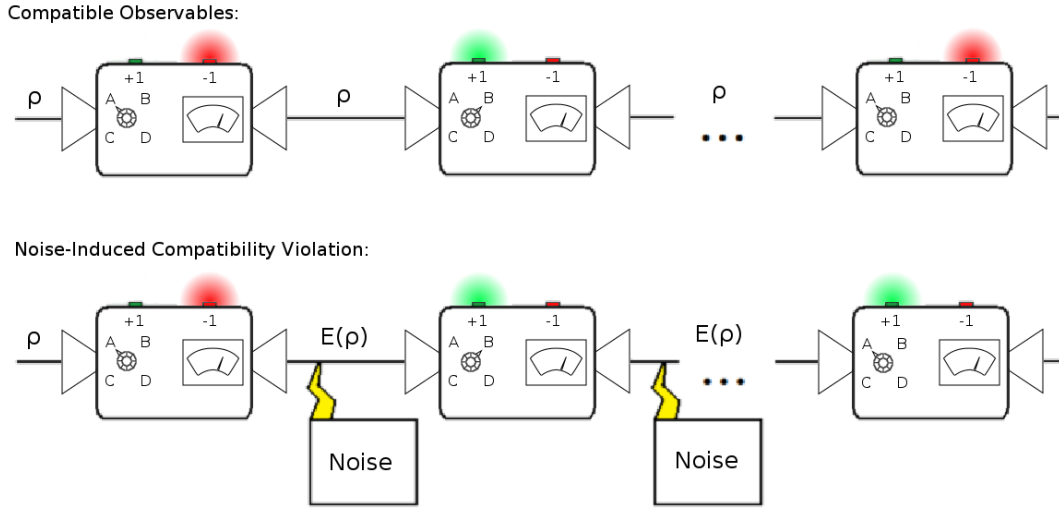 Compatible Observables:
+1 -1 +1 -1 +1 -1
ρ A B ρ A B ρ A B
C D C D ... C D
Noise-Induced Compatibility Violation:
+1 -1 +1 -1 +1 -1
ρ A B E(ρ) A B E(ρ) A B
C D C D ... C D
Noise Noise